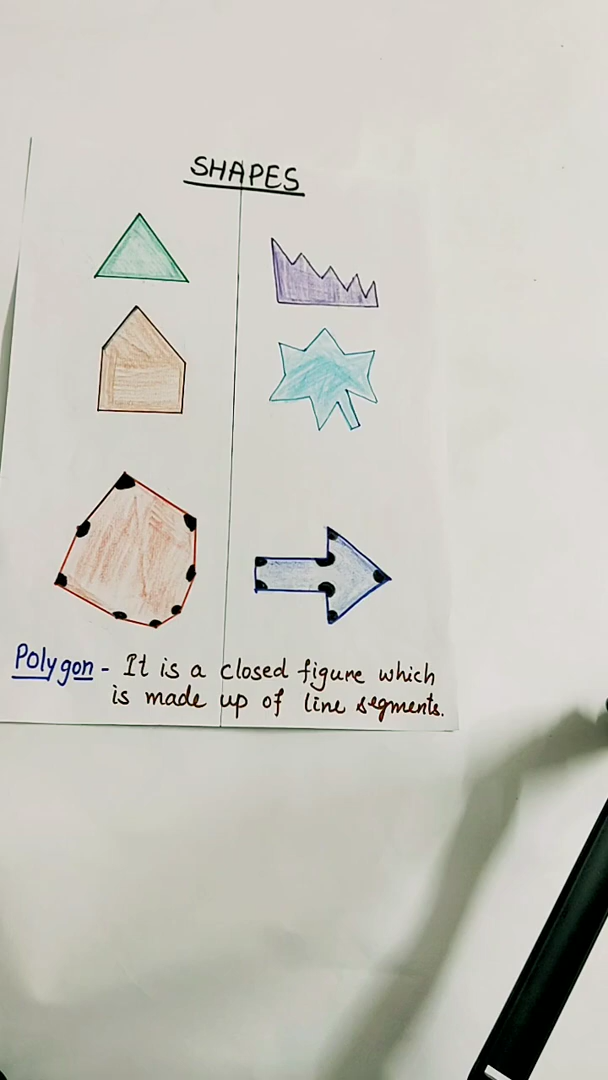 SHAPES
Polygon - It is a closed figure which
is made up of line segments.